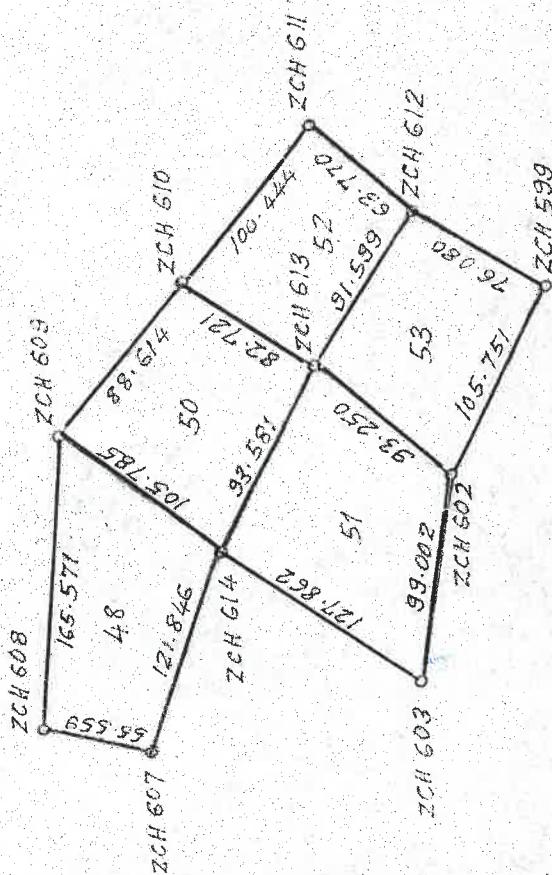 ZCH 608
ZCH 609
ZCH 610
ZCH 611
165.571
88.614
100.444
58.559
48
105.785
50
82.721
52
63.770
ZCH 607
121.846
ZCH 614
93.581
ZCH 613
91.599
ZCH 612
127.862
51
93.250
53
76.080
ZCH 603
99.002
ZCH 602
105.751
ZCH 599